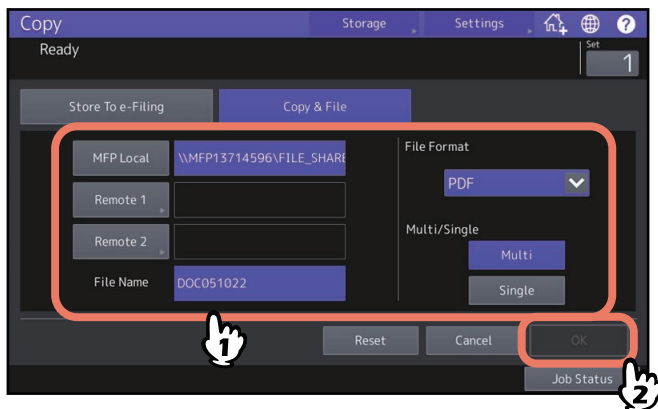 Copy
Storage
Settings
?
Ready
Set
1
Store To e-Filing
Copy & File
MFP Local
\\MFP13714596\FILE_SHARE
File Format
PDF
Remote 1
Remote 2
Multi/Single
Multi
File Name
DOC051022
Single
1
Reset
Cancel
OK
Job Status
2